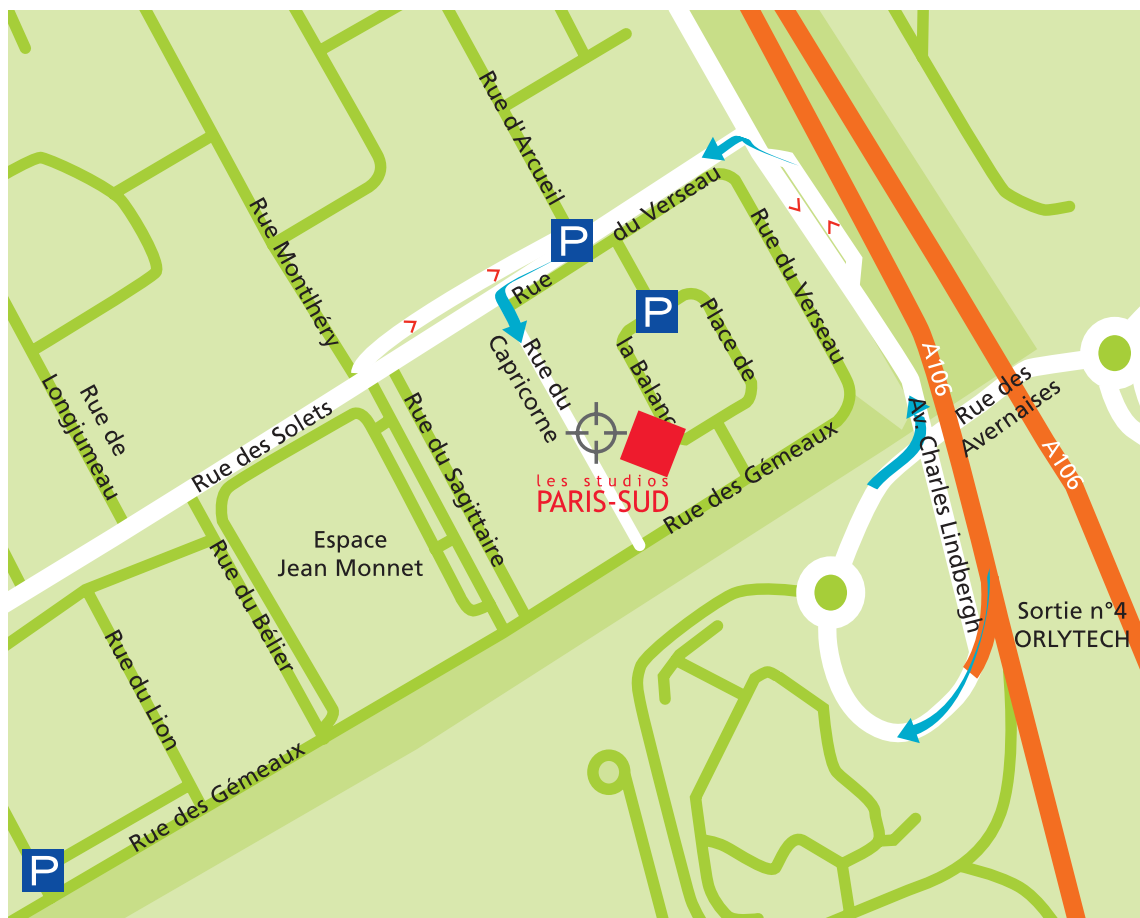 Rue d'Arcueil
P
du Verseau
Rue
Rue du Verseau
Rue Montlhéry
P
Place de
la Balanc
Rue du
Capricorne
A106
Rue des
Avernaises
A106
Av. Charles Lindbergh
Rue de
Longjumeau
Rue des Solets
Rue du Sagittaire
les studios
PARIS-SUD
Rue des Gémeaux
Espace
Jean Monnet
Rue du Bélier
Sortie n°4
ORLYTECH
Rue du Lion
Rue des Gémeaux
P